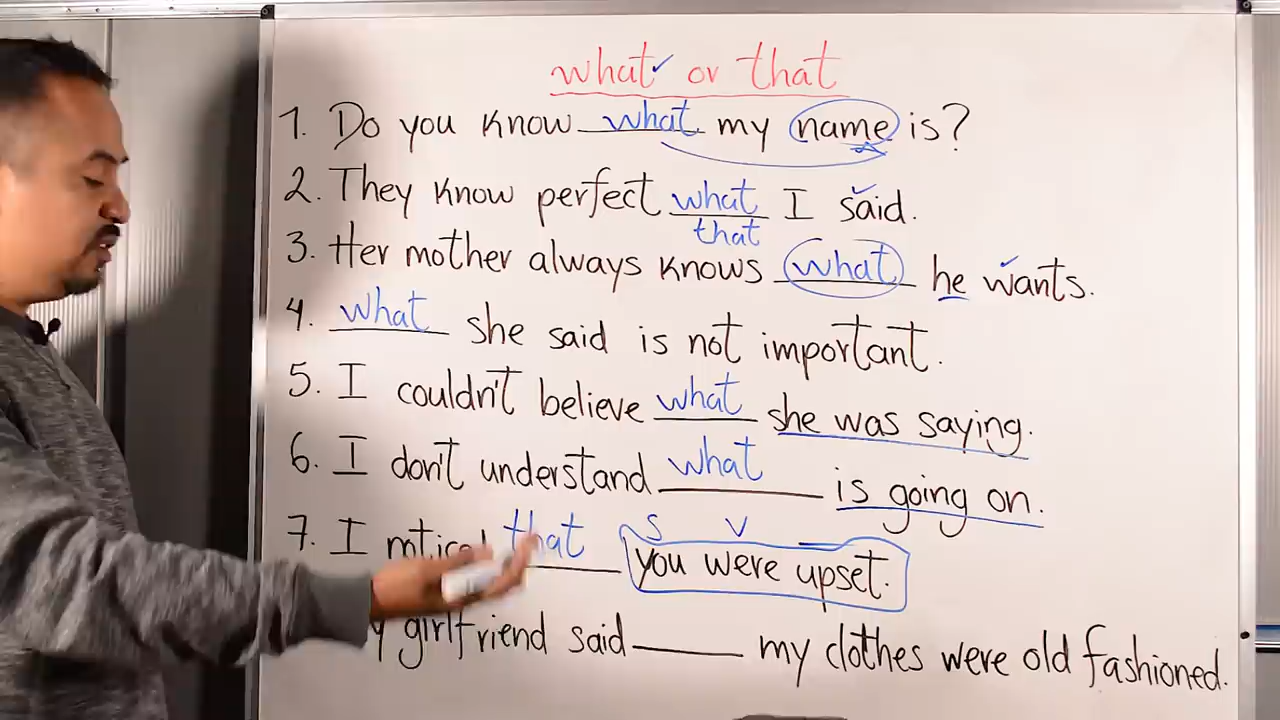 what or that
1. Do you know what my name is?
2. They know perfect what I said.
that
3. Her mother always knows what he wants.
4. what she said is not important.
5. I couldn't believe what she was saying.
6. I don't understand what is going on.
S V
7. I that you were upset.
girlfriend said my clothes were old fashioned.